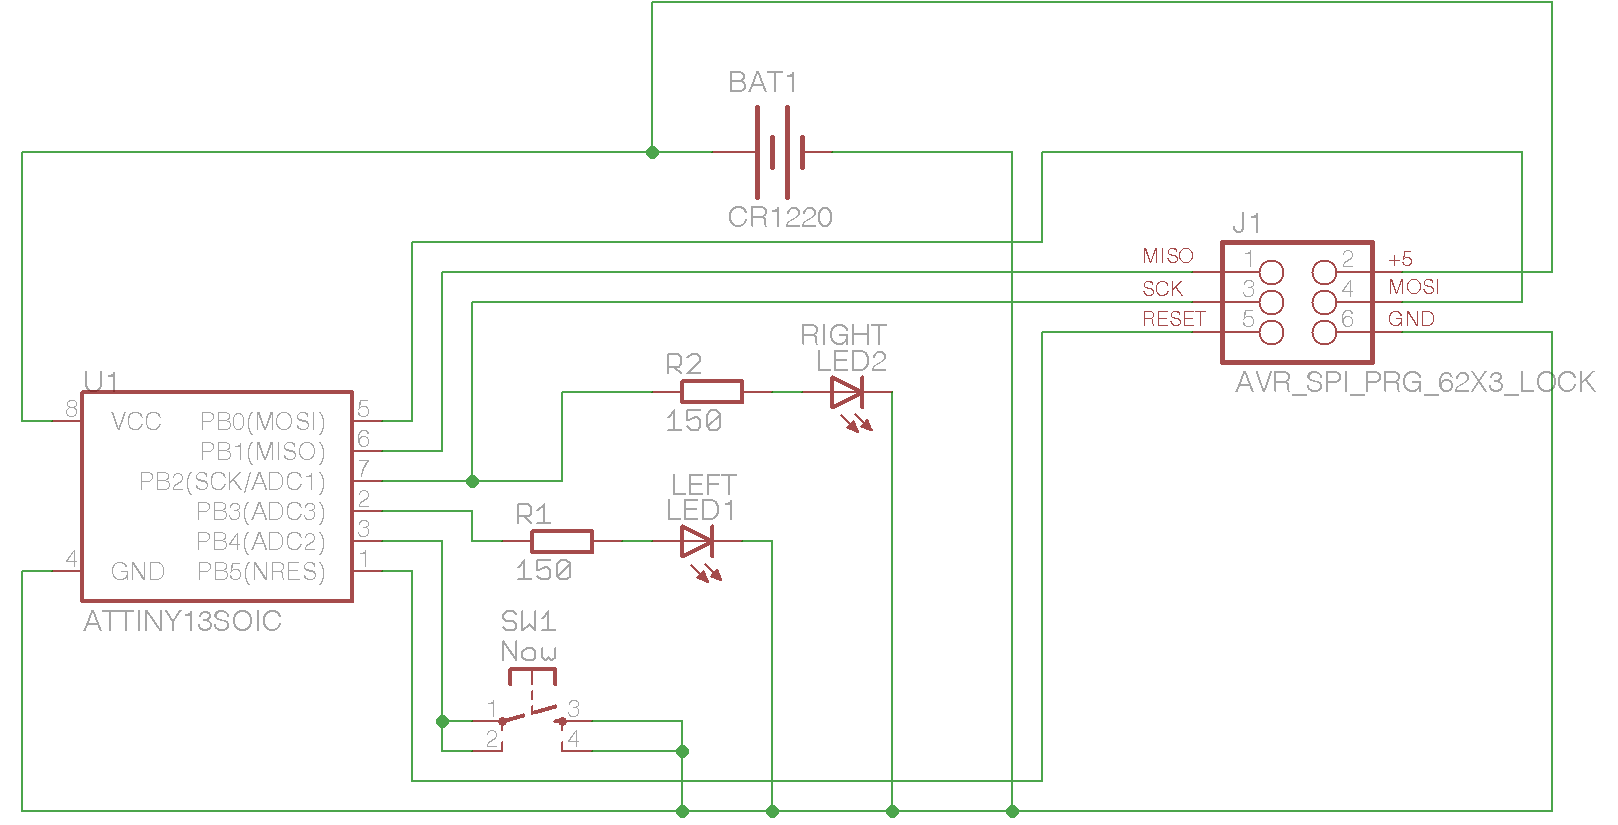 BAT1
CR1220
J1
MISO 1 2 +5
SCK 3 4 MOSI
RESET 5 6 GND
AVR_SPI_PRG_62X3_LOCK
RIGHT
LED2
R2
150
U1
8 VCC PB0(MOSI) 5
PB1(MISO) 6
PB2(SCK/ADC1) 7
PB3(ADC3) 2
PB4(ADC2) 3
4 GND PB5(NRES) 1
ATTINY13SOIC
LEFT
LED1
R1
150
SW1
Now
1 3
2 4